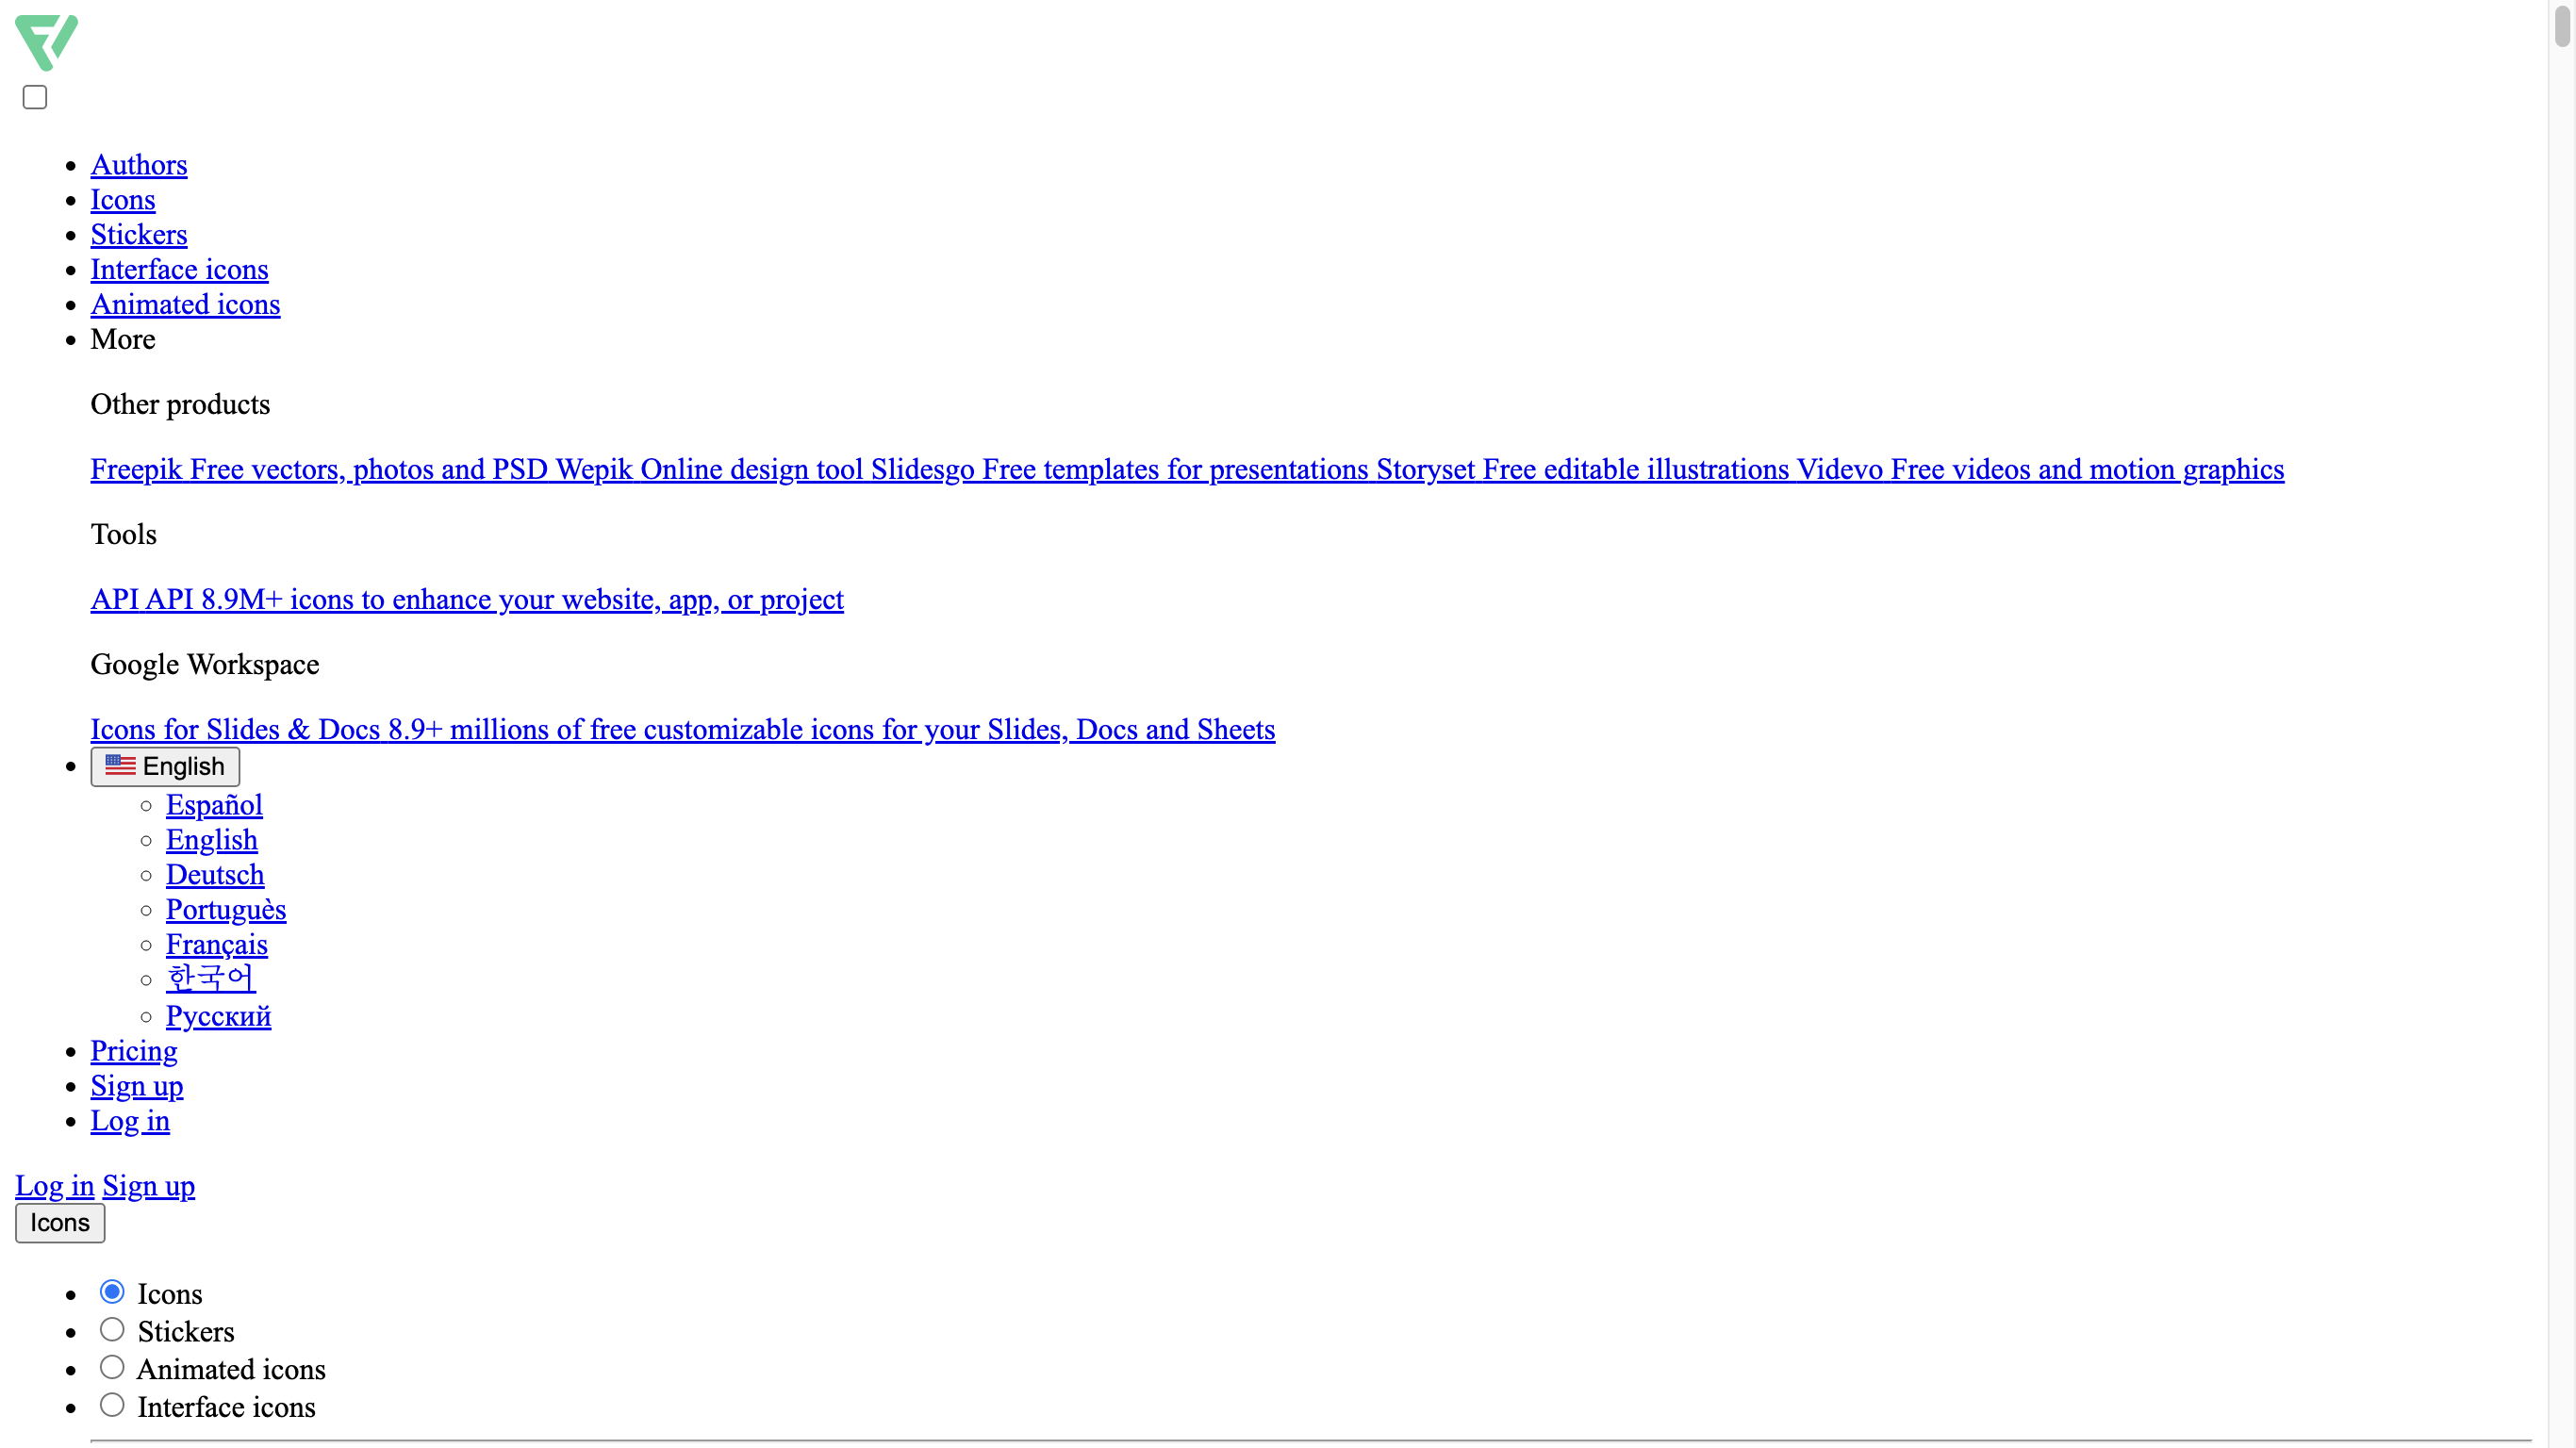 Authors
Icons
Stickers
Interface icons
Animated icons
More
Other products
Freepik Free vectors, photos and PSD Wepik Online design tool Slidesgo Free templates for presentations Storyset Free editable illustrations Videvo Free videos and motion graphics
Tools
API API 8.9M+ icons to enhance your website, app, or project
Google Workspace
Icons for Slides & Docs 8.9+ millions of free customizable icons for your Slides, Docs and Sheets
English
Español
English
Deutsch
Portuguès
Français
한국어
Русский
Pricing
Sign up
Log in
Log in Sign up
Icons
Icons
Stickers
Animated icons
Interface icons